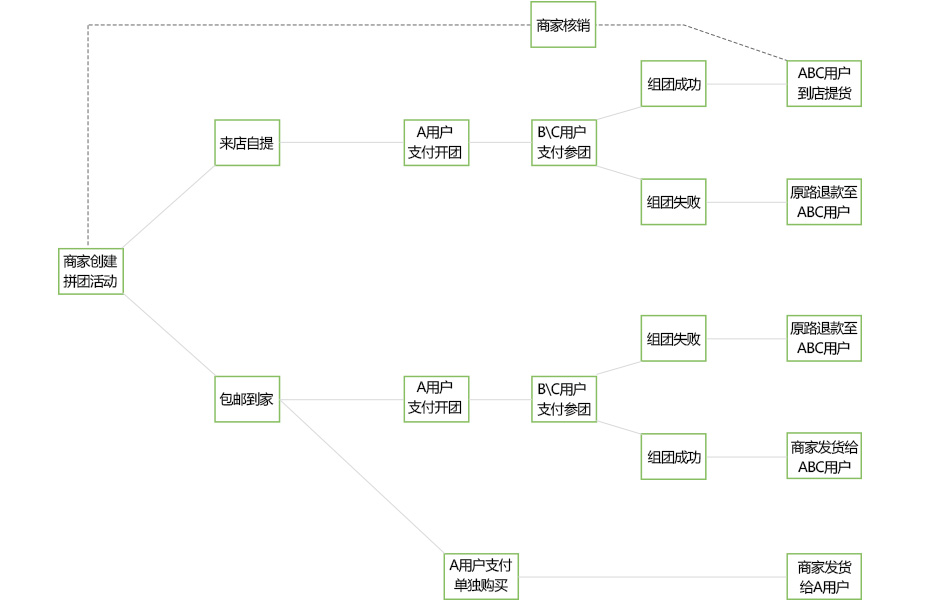 商家核销
组团成功
ABC用户
到店提货
来店自提
A用户
支付开团
B\C用户
支付参团
组团失败
原路退款至
ABC用户
商家创建
拼团活动
组团失败
原路退款至
ABC用户
包邮到家
A用户
支付开团
B\C用户
支付参团
组团成功
商家发货给
ABC用户
A用户支付
单独购买
商家发货
给A用户